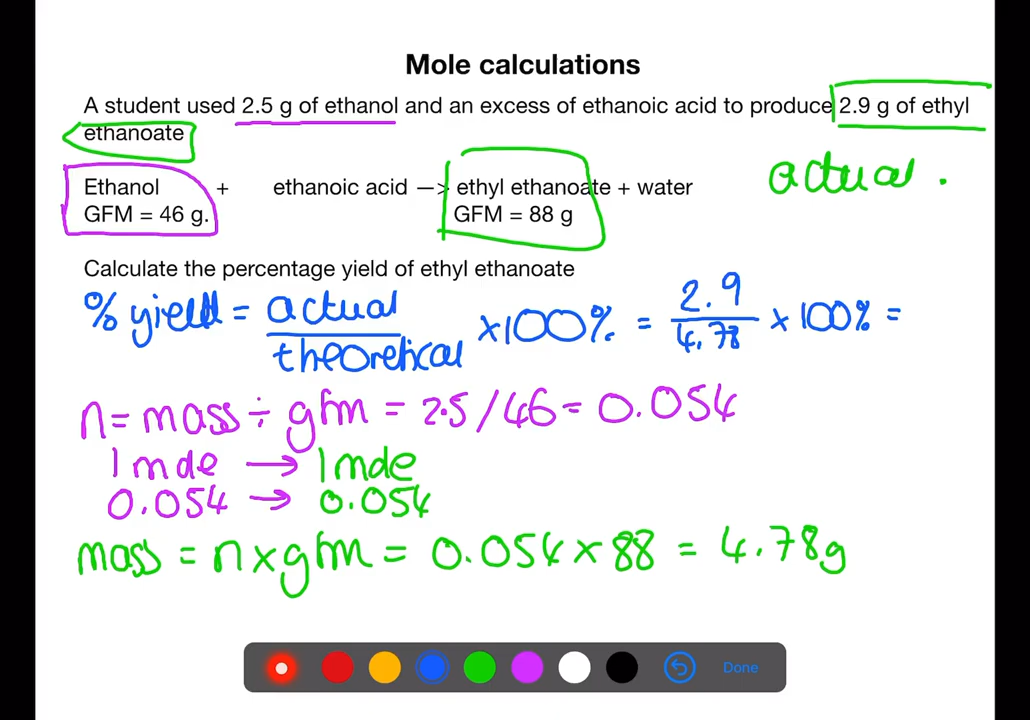 Mole calculations
A student used 2.5 g of ethanol and an excess of ethanoic acid to produce 2.9 g of ethyl
ethanoate
actual .
Ethanol + ethanoic acid —> ethyl ethanoate + water
GFM = 46 g. GFM = 88 g
Calculate the percentage yield of ethyl ethanoate
% yield = actual / theoretical ×100% = 2.9 / 4.78 × 100% =
n = mass ÷ gfm = 2.5/46 = 0.054
1 mole → 1 mole
0.054 → 0.054
mass = n × gfm = 0.054 × 88 = 4.78g
Done